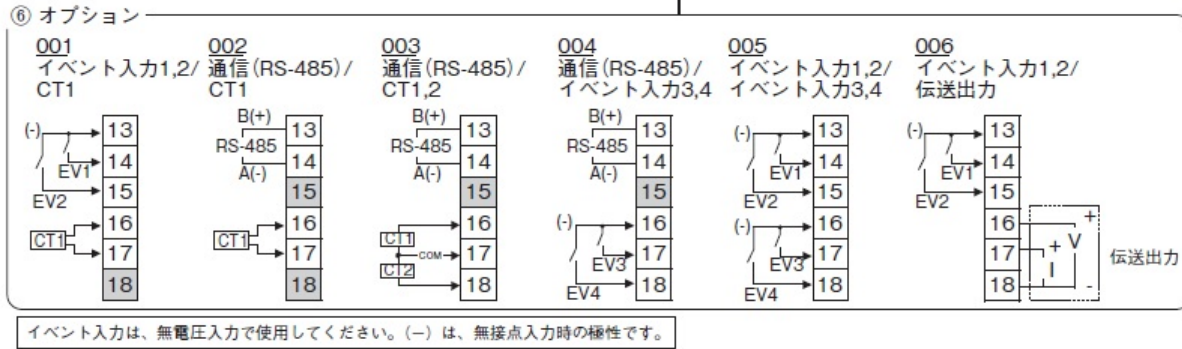 ⑥ オプション
001
イベント入力1,2/
CT1
(-)
13
14
15
16
17
18
EV1
EV2
CT1
002
通信(RS-485)/
CT1
B(+)
RS-485
A(-)
13
14
15
16
17
18
CT1
003
通信(RS-485)/
CT1,2
B(+)
RS-485
A(-)
13
14
15
16
17
18
CT1
COM
CT2
004
通信(RS-485)/
イベント入力3,4
B(+)
RS-485
A(-)
13
14
15
16
17
18
(-)
EV3
EV4
005
イベント入力1,2/
イベント入力3,4
(-)
13
14
15
16
17
18
EV1
EV2
(-)
EV3
EV4
006
イベント入力1,2/
伝送出力
(-)
13
14
15
16
17
18
EV1
EV2
+
+ V
I
-
伝送出力
イベント入力は、無電圧入力で使用してください。(−)は、無接点入力時の極性です。